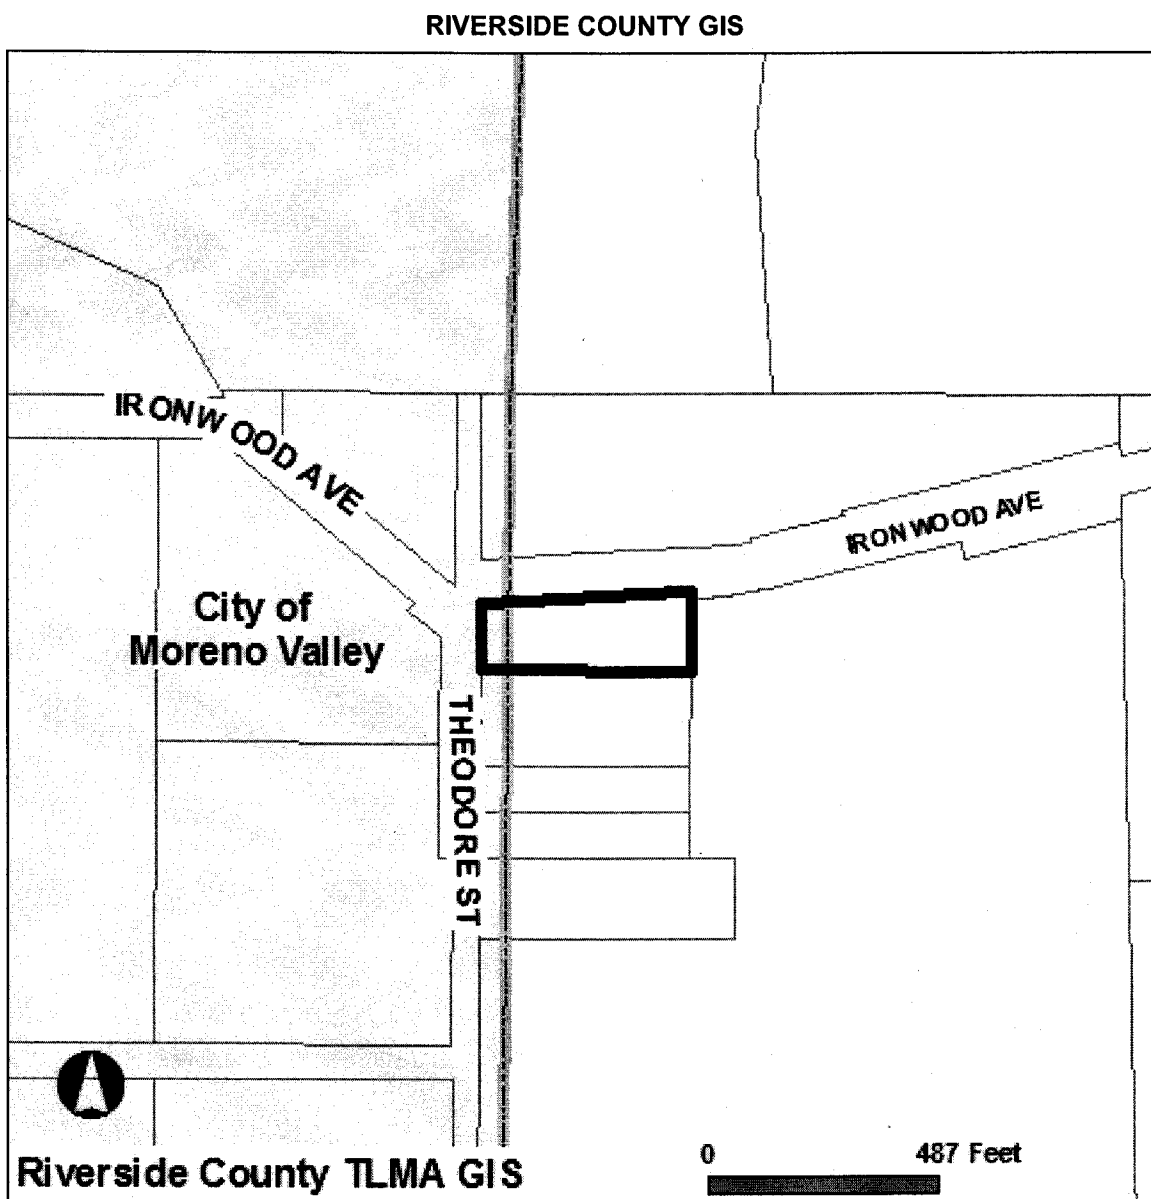 RIVERSIDE COUNTY GIS
IRONWOOD AVE
IRONWOOD AVE
City of
Moreno Valley
THEODORE ST
0 487 Feet
Riverside County TLMA GIS